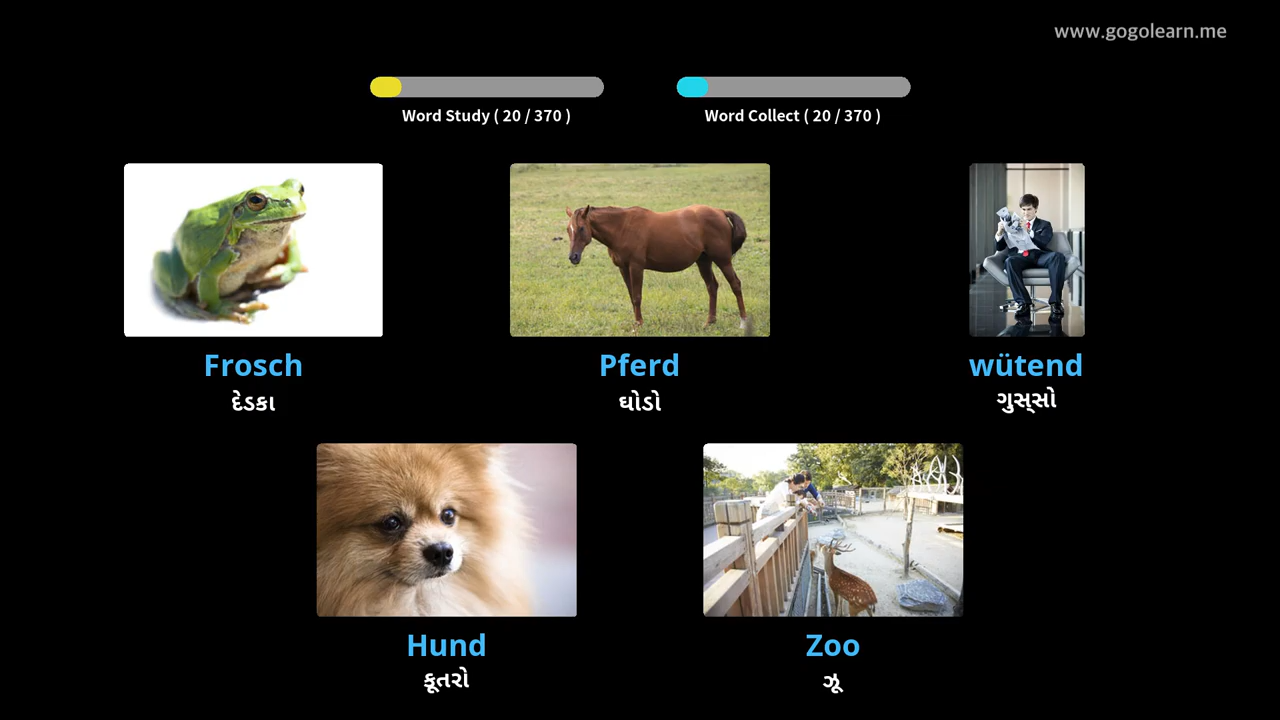 www.gogolearn.me
Word Study ( 20 / 370 )
Word Collect ( 20 / 370 )
Frosch
દેડકા
Pferd
ઘોડો
wütend
ગુસ્સો
Hund
કૂતરો
Zoo
ઝૂ